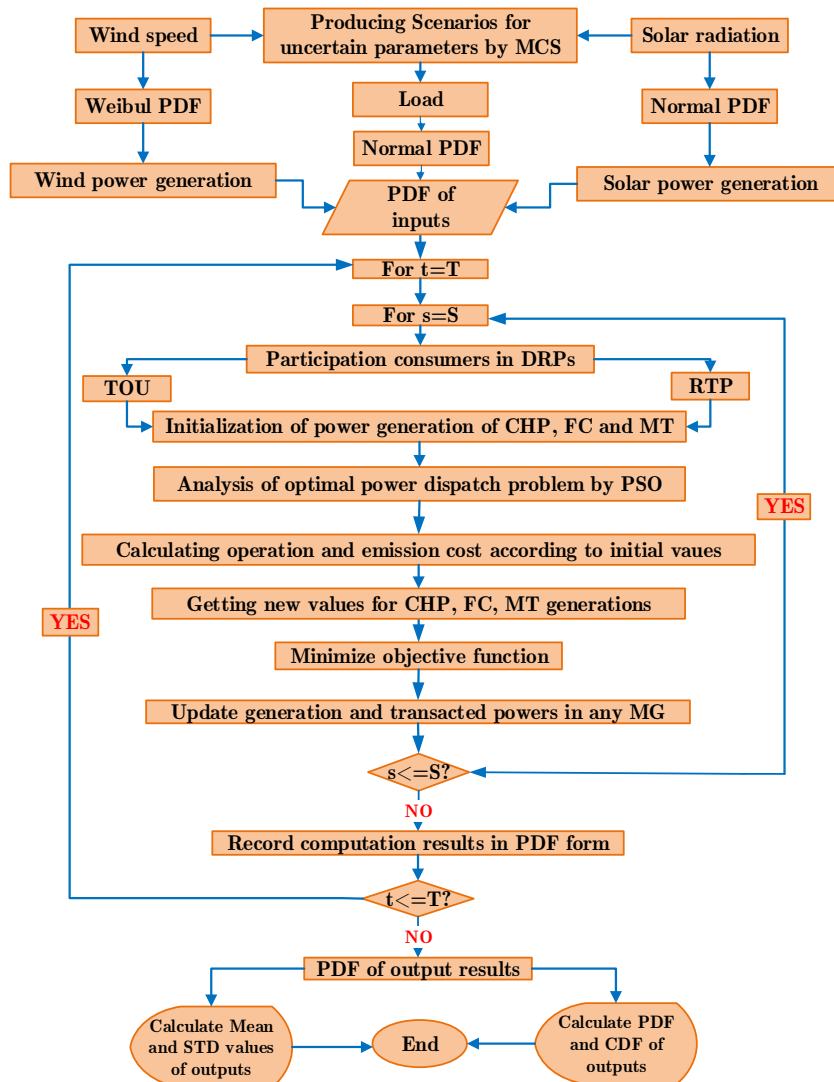 Wind speed
Producing Scenarios for
uncertain parameters by MCS
Solar radiation
Weibul PDF
Load
Normal PDF
Normal PDF
Wind power generation
PDF of
inputs
Solar power generation
For t=T
For s=S
Participation consumers in DRPs
TOU
RTP
Initialization of power generation of CHP, FC and MT
Analysis of optimal power dispatch problem by PSO
YES
Calculating operation and emission cost according to initial vaues
Getting new values for CHP, FC, MT generations
YES
Minimize objective function
Update generation and transacted powers in any MG
s<=S?
NO
Record computation results in PDF form
t<=T?
NO
PDF of output results
Calculate Mean
and STD values
of outputs
End
Calculate PDF
and CDF of
outputs